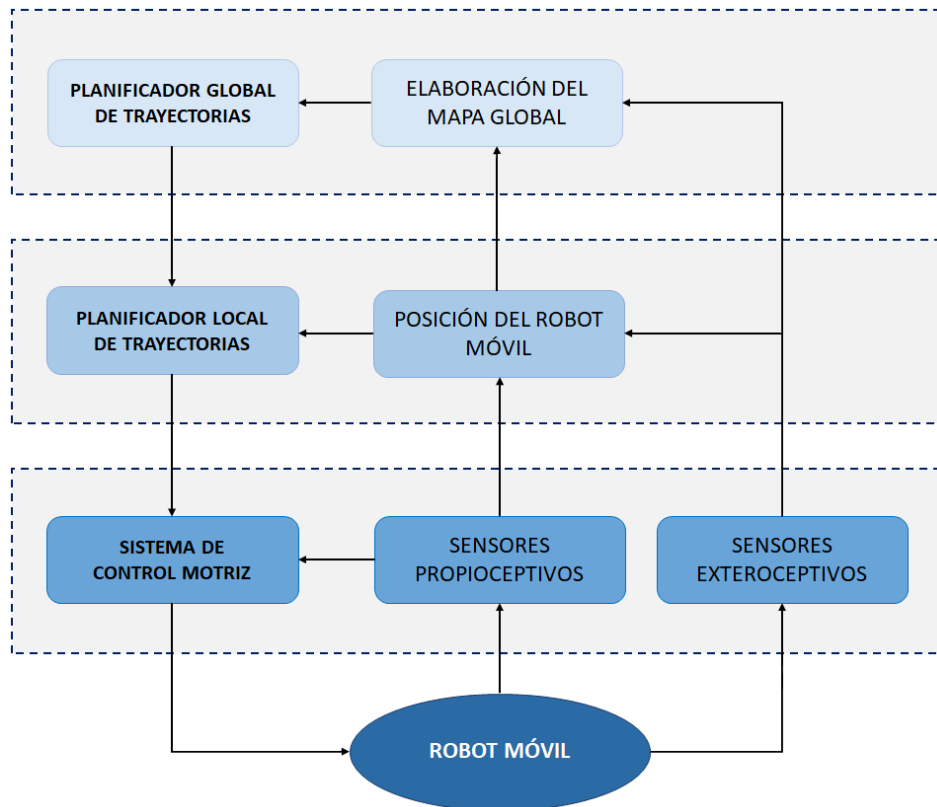 PLANIFICADOR GLOBAL
DE TRAYECTORIAS
ELABORACIÓN DEL
MAPA GLOBAL
PLANIFICADOR LOCAL
DE TRAYECTORIAS
POSICIÓN DEL ROBOT
MÓVIL
SISTEMA DE
CONTROL MOTRIZ
SENSORES
PROPIOCEPTIVOS
SENSORES
EXTEROCEPTIVOS
ROBOT MÓVIL